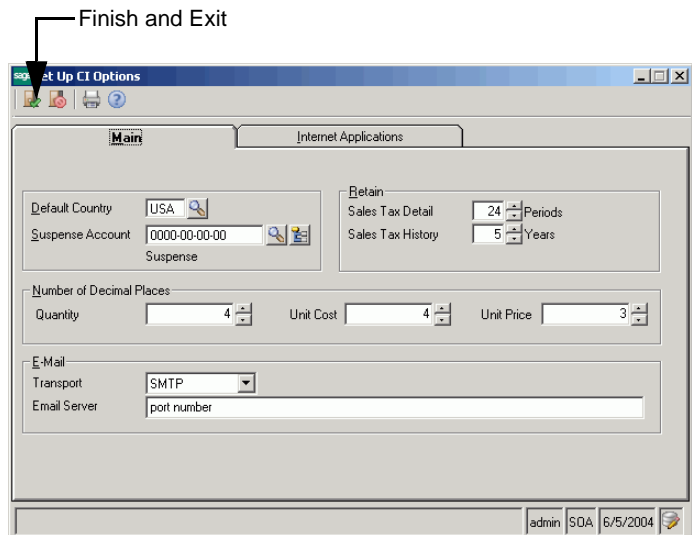 Finish and Exit
sage Set Up CI Options
Main
Internet Applications
Default Country USA
Suspense Account 0000-00-00-00
Suspense
Retain
Sales Tax Detail 24 Periods
Sales Tax History 5 Years
Number of Decimal Places
Quantity 4 Unit Cost 4 Unit Price 3
E-Mail
Transport SMTP
Email Server port number
admin SOA 6/5/2004